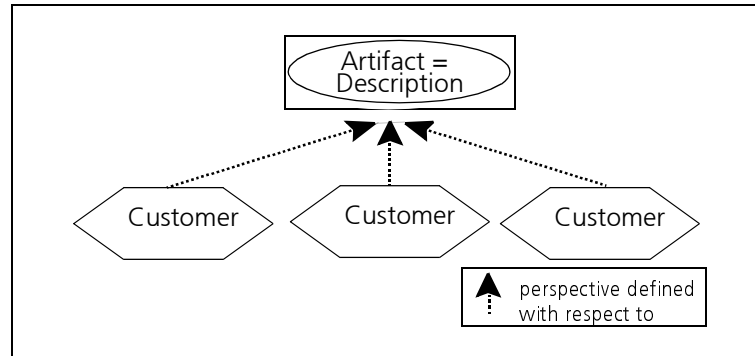 Artifact =
Description
Customer
Customer
Customer
perspective defined
with respect to